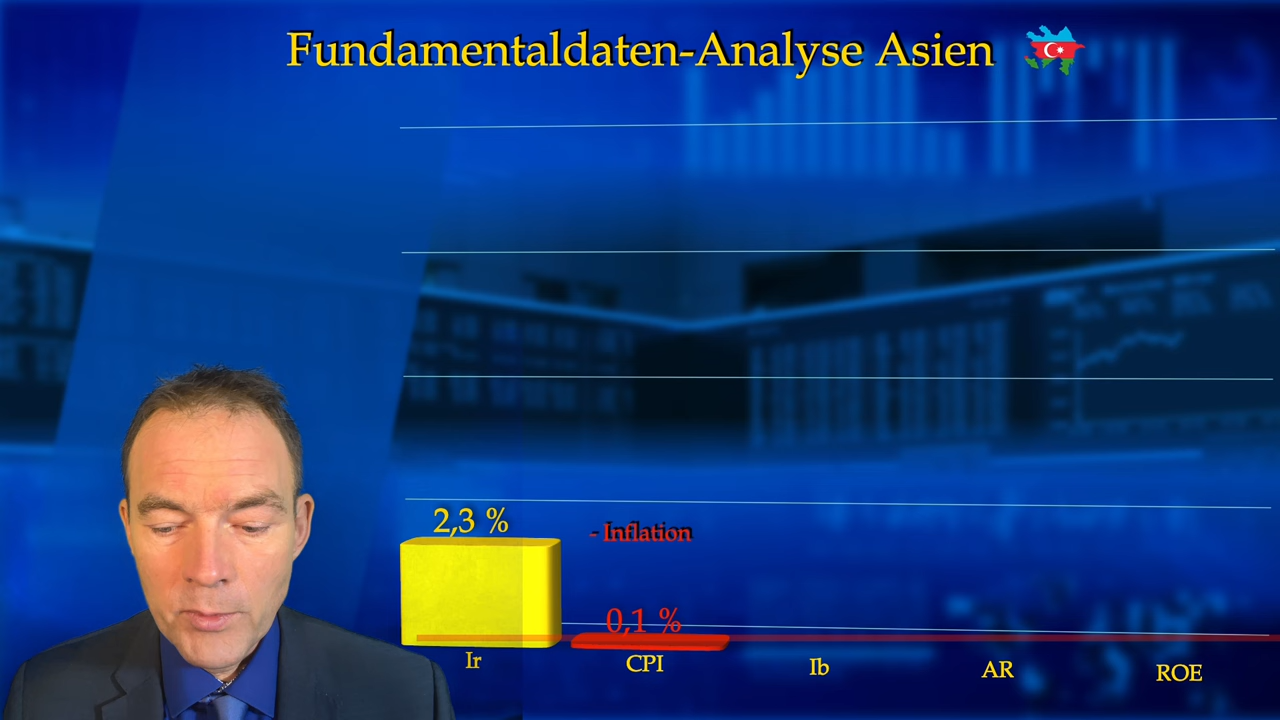 Fundamentaldaten-Analyse Asien
2,3 %
- Inflation
0,1 %
Ir
CPI
Ib
AR
ROE